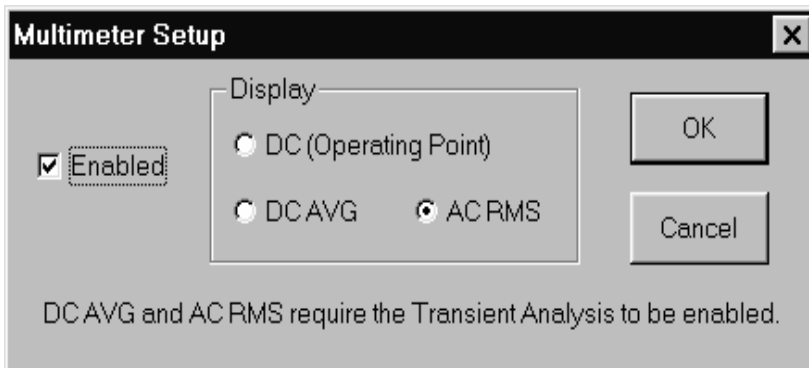 Multimeter Setup
Enabled
Display
DC (Operating Point)
DC AVG
AC RMS
OK
Cancel
DC AVG and AC RMS require the Transient Analysis to be enabled.